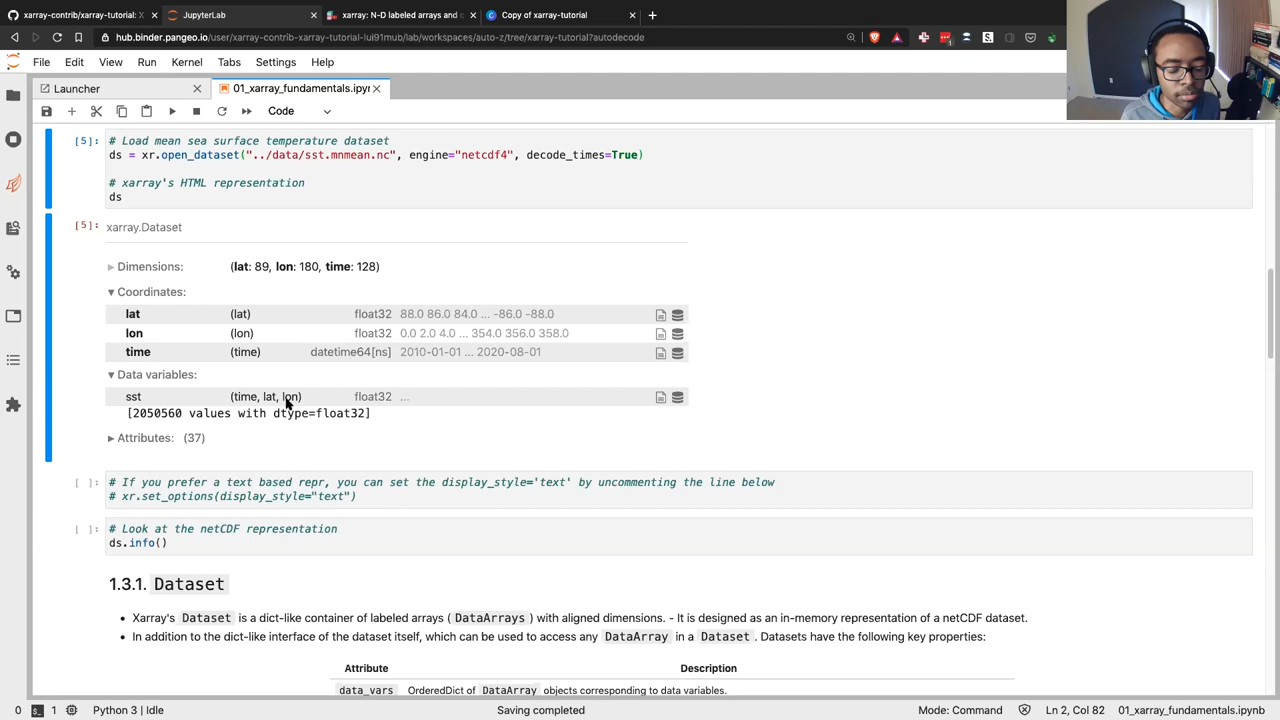 xarray-contrib/xarray-tutorial: X
JupyterLab
xarray: N-D labeled arrays and
Copy of xarray-tutorial
hub.binder.pangeo.io/user/xarray-contrib-xarray-tutorial-lui91mub/lab/workspaces/auto-z/tree/xarray-tutorial?autodecode
File Edit View Run Kernel Tabs Settings Help
Launcher
01_xarray_fundamentals.ipyn
Code
[5]: # Load mean sea surface temperature dataset
ds = xr.open_dataset("../data/sst.mnmean.nc", engine="netcdf4", decode_times=True)
# xarray's HTML representation
ds
[5]: xarray.Dataset
Dimensions: (lat: 89, lon: 180, time: 128)
Coordinates:
lat (lat) float32 88.0 86.0 84.0 ... -86.0 -88.0
lon (lon) float32 0.0 2.0 4.0 ... 354.0 356.0 358.0
time (time) datetime64[ns] 2010-01-01 ... 2020-08-01
Data variables:
sst (time, lat, lon) float32 ...
[2050560 values with dtype=float32]
Attributes: (37)
[ ]: # If you prefer a text based repr, you can set the display_style='text' by uncommenting the line below
# xr.set_options(display_style="text")
[ ]: # Look at the netCDF representation
ds.info()
1.3.1. Dataset
• Xarray's Dataset is a dict-like container of labeled arrays ( DataArrays ) with aligned dimensions. - It is designed as an in-memory representation of a netCDF dataset.
• In addition to the dict-like interface of the dataset itself, which can be used to access any DataArray in a Dataset . Datasets have the following key properties:
Attribute Description
data_vars OrderedDict of DataArray objects corresponding to data variables.
0 1 Python 3 | Idle Saving completed Mode: Command Ln 2, Col 82 01_xarray_fundamentals.ipynb